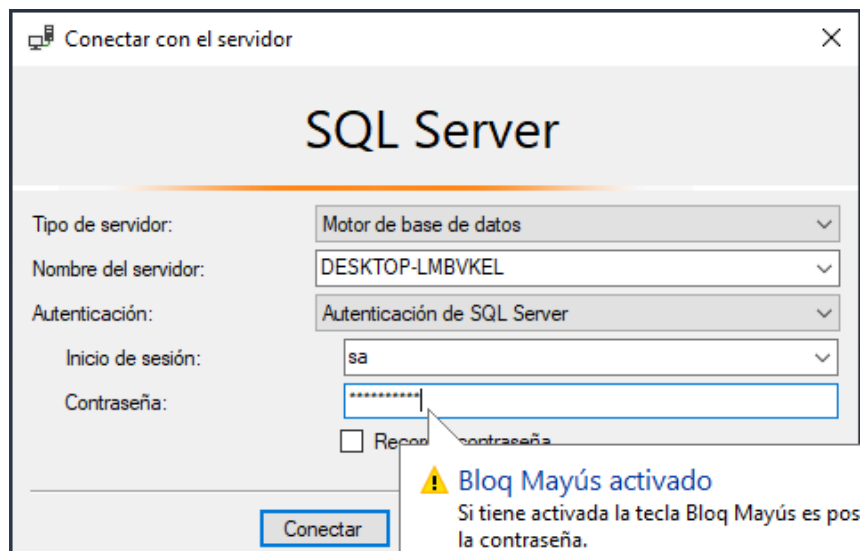 Conectar con el servidor
SQL Server
Tipo de servidor: Motor de base de datos
Nombre del servidor: DESKTOP-LMBVKEL
Autenticación: Autenticación de SQL Server
Inicio de sesión: sa
Contraseña: **********
contraseña
Bloq Mayús activado
Si tiene activada la tecla Bloq Mayús es pos
Conectar
la contraseña.